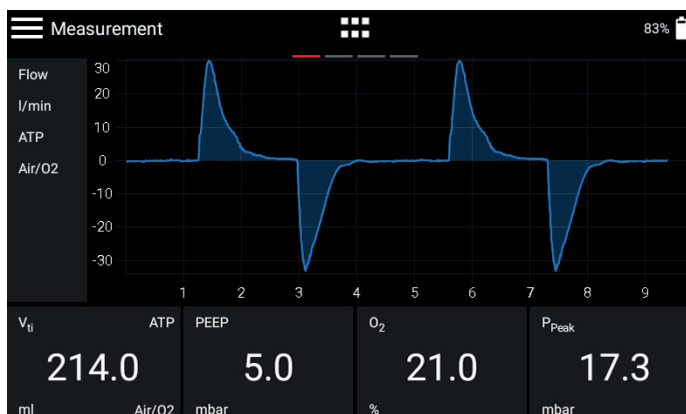 Measurement
83%
Flow
l/min
ATP
Air/O2
30
20
10
0
-10
-20
-30
1 2 3 4 5 6 7 8 9
Vti ATP
214.0
ml Air/O2
PEEP
5.0
mbar
O2
21.0
%
PPeak
17.3
mbar